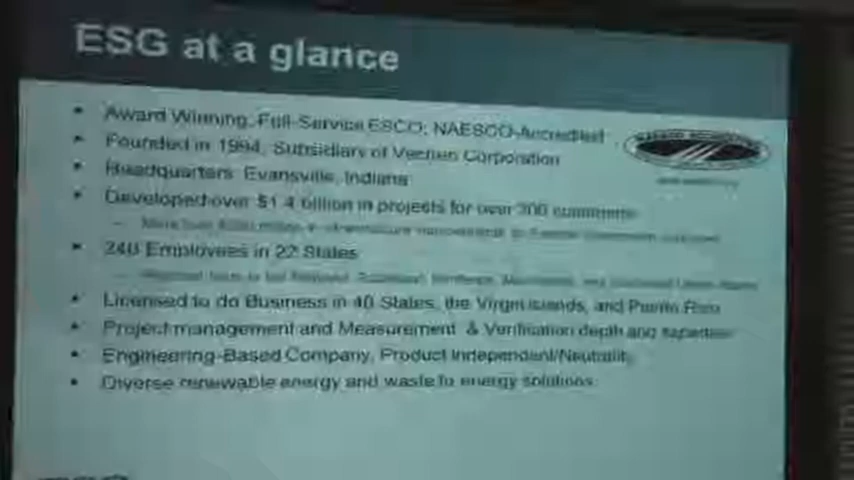 ESG at a glance
• Award Winning, Full-Service ESCO; NAESCO-Accredited
• Founded in 1994, Subsidiary of Vectren Corporation
• Headquarters: Evansville, Indiana
• Developed over $1.4 billion in projects for over 300 customers
• 240 Employees in 22 States
• Licensed to do Business in 40 States, the Virgin Islands, and Puerto Rico
• Project management and Measurement & Verification depth and expertise
• Engineering-Based Company, Product Independent/Neutrality
• Diverse renewable energy and waste to energy solutions